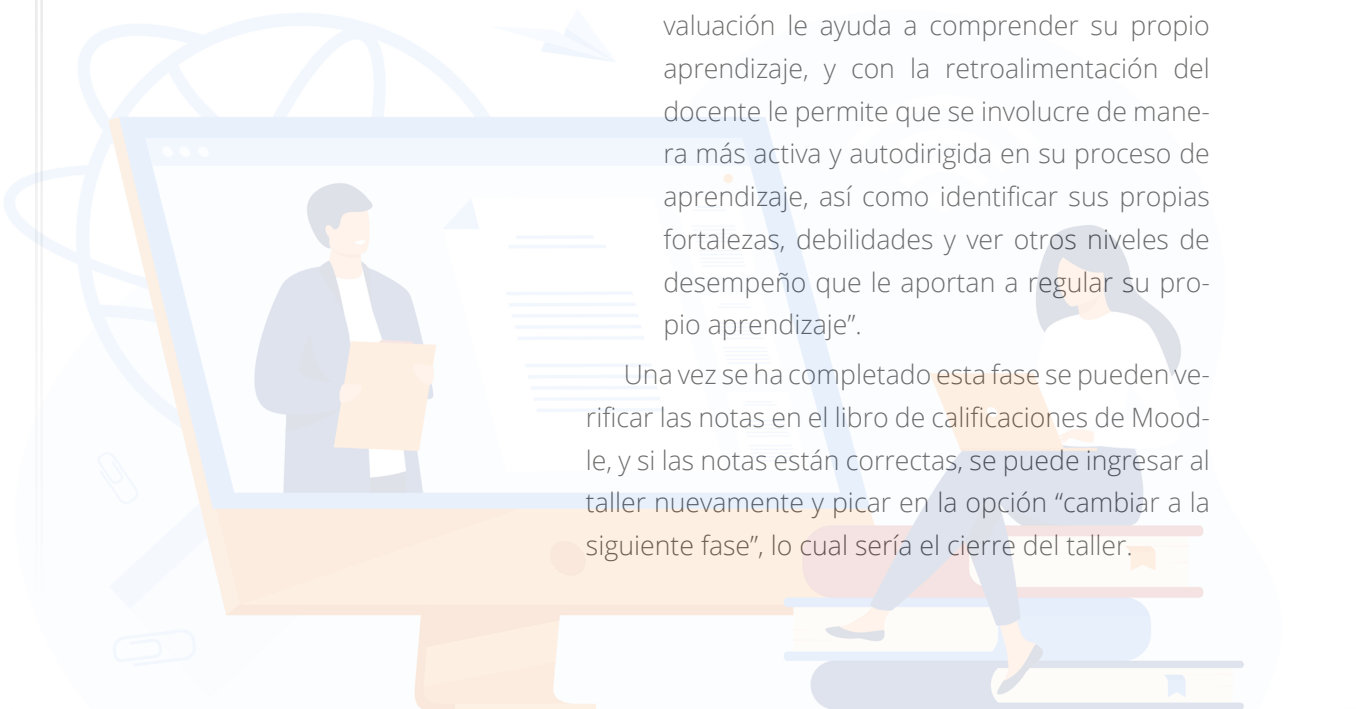 valuación le ayuda a comprender su propio
aprendizaje, y con la retroalimentación del
docente le permite que se involucre de mane-
ra más activa y autodirigida en su proceso de
aprendizaje, así como identificar sus propias
fortalezas, debilidades y ver otros niveles de
desempeño que le aportan a regular su pro-
pio aprendizaje”.
Una vez se ha completado esta fase se pueden ve-
rificar las notas en el libro de calificaciones de Mood-
le, y si las notas están correctas, se puede ingresar al
taller nuevamente y picar en la opción “cambiar a la
siguiente fase”, lo cual sería el cierre del taller.